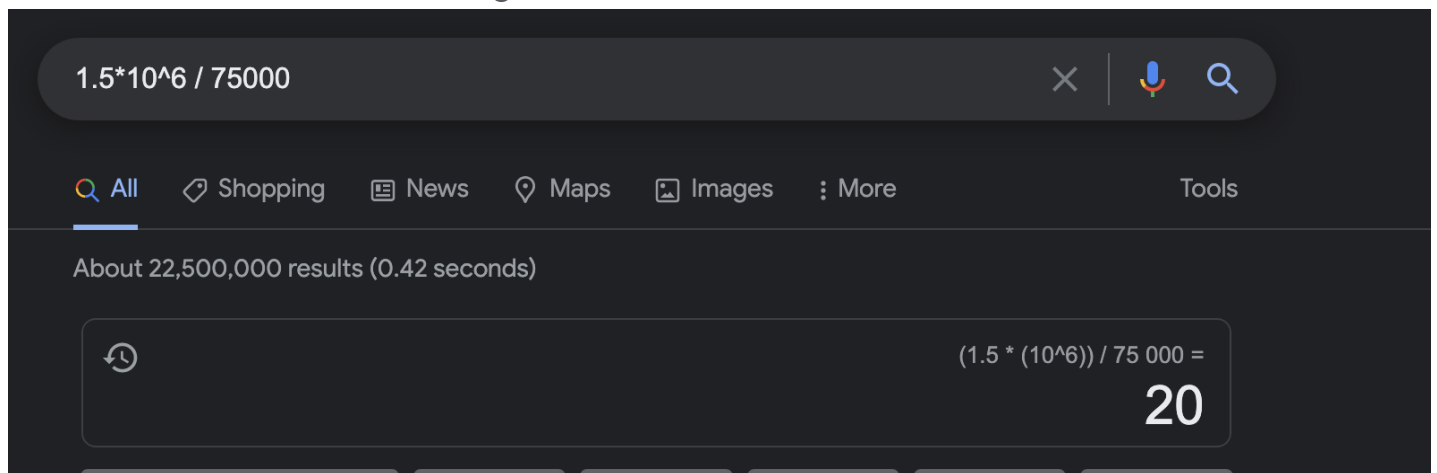 1.5*10^6 / 75000
All Shopping News Maps Images More Tools
About 22,500,000 results (0.42 seconds)
(1.5 * (10^6)) / 75 000 =
20